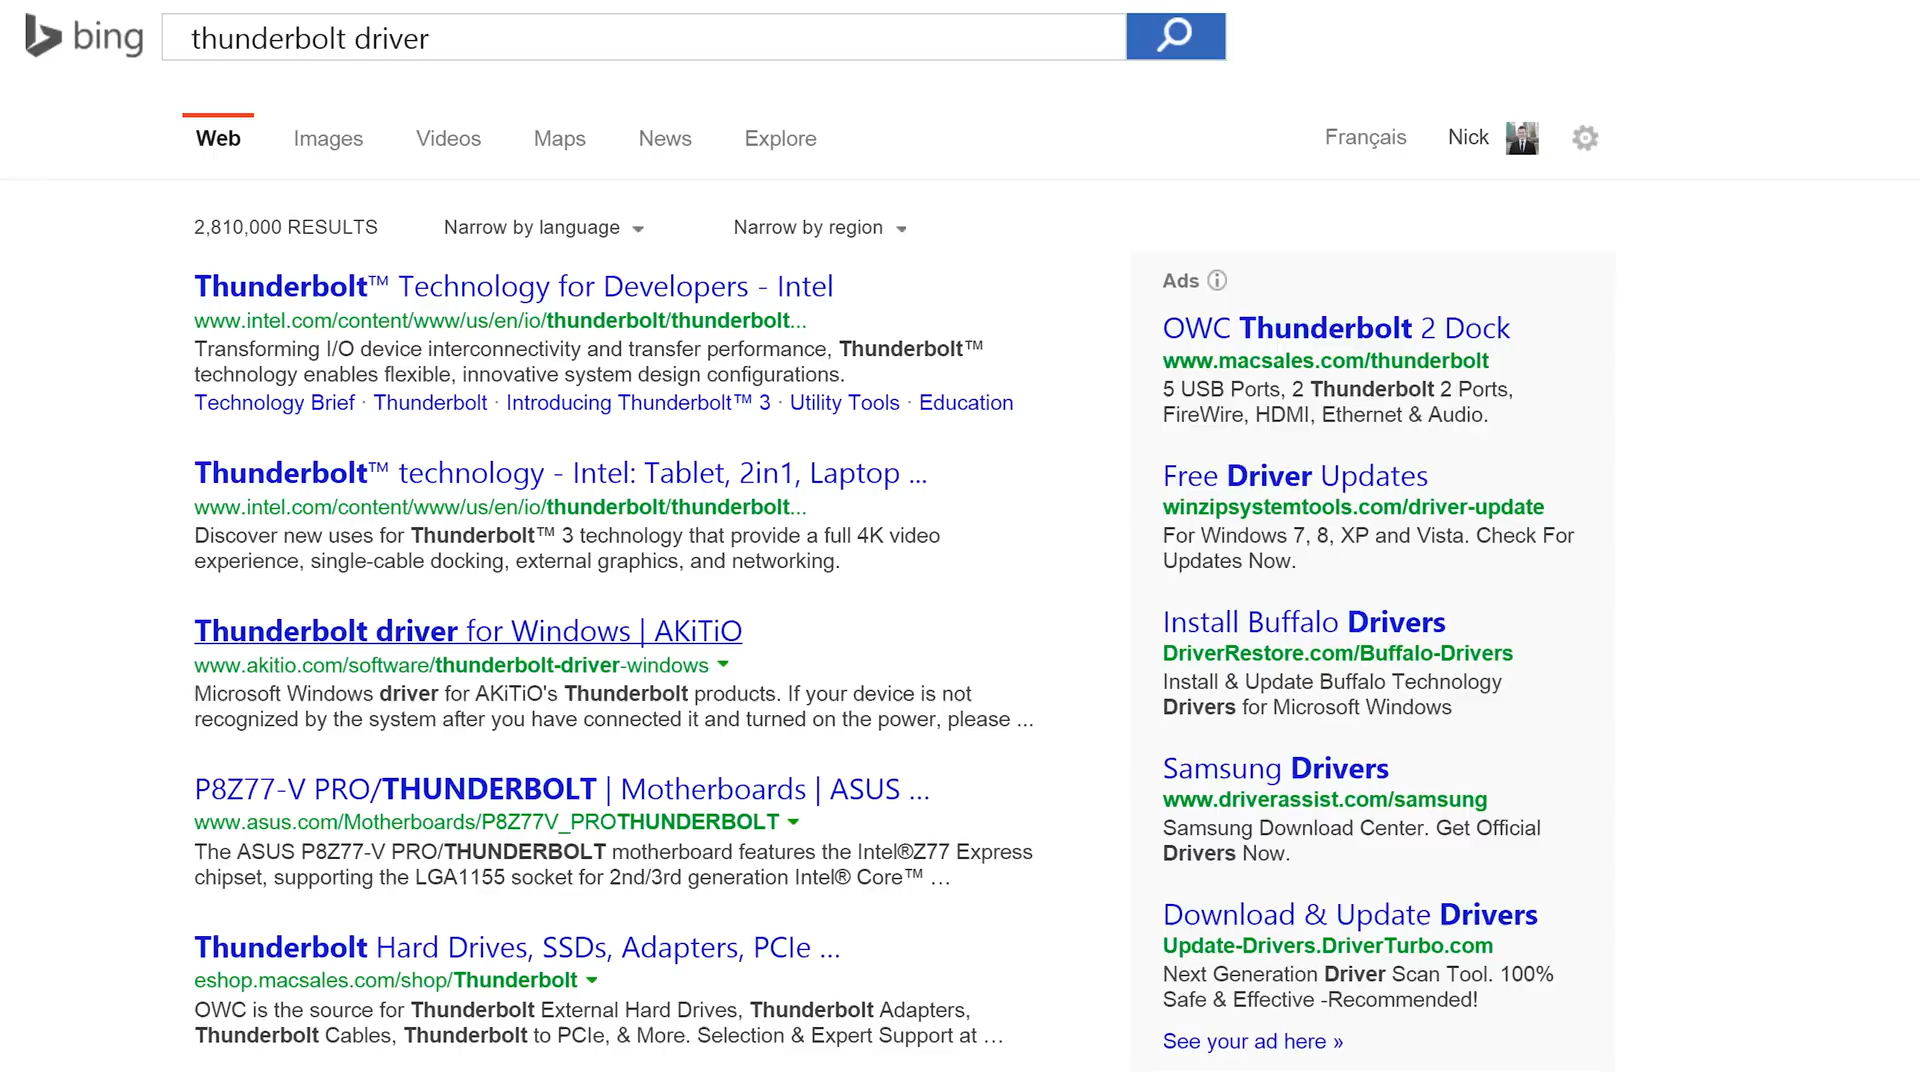 bing
thunderbolt driver
Web Images Videos Maps News Explore
Français Nick
2,810,000 RESULTS Narrow by language Narrow by region
Thunderbolt™ Technology for Developers - Intel
www.intel.com/content/www/us/en/io/thunderbolt/thunderbolt...
Transforming I/O device interconnectivity and transfer performance, Thunderbolt™
technology enables flexible, innovative system design configurations.
Technology Brief · Thunderbolt · Introducing Thunderbolt™ 3 · Utility Tools · Education
Thunderbolt™ technology - Intel: Tablet, 2in1, Laptop ...
www.intel.com/content/www/us/en/io/thunderbolt/thunderbolt...
Discover new uses for Thunderbolt™ 3 technology that provide a full 4K video
experience, single-cable docking, external graphics, and networking.
Thunderbolt driver for Windows | AKiTiO
www.akitio.com/software/thunderbolt-driver-windows
Microsoft Windows driver for AKiTiO's Thunderbolt products. If your device is not
recognized by the system after you have connected it and turned on the power, please ...
P8Z77-V PRO/THUNDERBOLT | Motherboards | ASUS ...
www.asus.com/Motherboards/P8Z77V_PROTHUNDERBOLT
The ASUS P8Z77-V PRO/THUNDERBOLT motherboard features the Intel®Z77 Express
chipset, supporting the LGA1155 socket for 2nd/3rd generation Intel® Core™ …
Thunderbolt Hard Drives, SSDs, Adapters, PCIe ...
eshop.macsales.com/shop/Thunderbolt
OWC is the source for Thunderbolt External Hard Drives, Thunderbolt Adapters,
Thunderbolt Cables, Thunderbolt to PCIe, & More. Selection & Expert Support at …
Ads
OWC Thunderbolt 2 Dock
www.macsales.com/thunderbolt
5 USB Ports, 2 Thunderbolt 2 Ports,
FireWire, HDMI, Ethernet & Audio.
Free Driver Updates
winzipsystemtools.com/driver-update
For Windows 7, 8, XP and Vista. Check For
Updates Now.
Install Buffalo Drivers
DriverRestore.com/Buffalo-Drivers
Install & Update Buffalo Technology
Drivers for Microsoft Windows
Samsung Drivers
www.driverassist.com/samsung
Samsung Download Center. Get Official
Drivers Now.
Download & Update Drivers
Update-Drivers.DriverTurbo.com
Next Generation Driver Scan Tool. 100%
Safe & Effective -Recommended!
See your ad here »